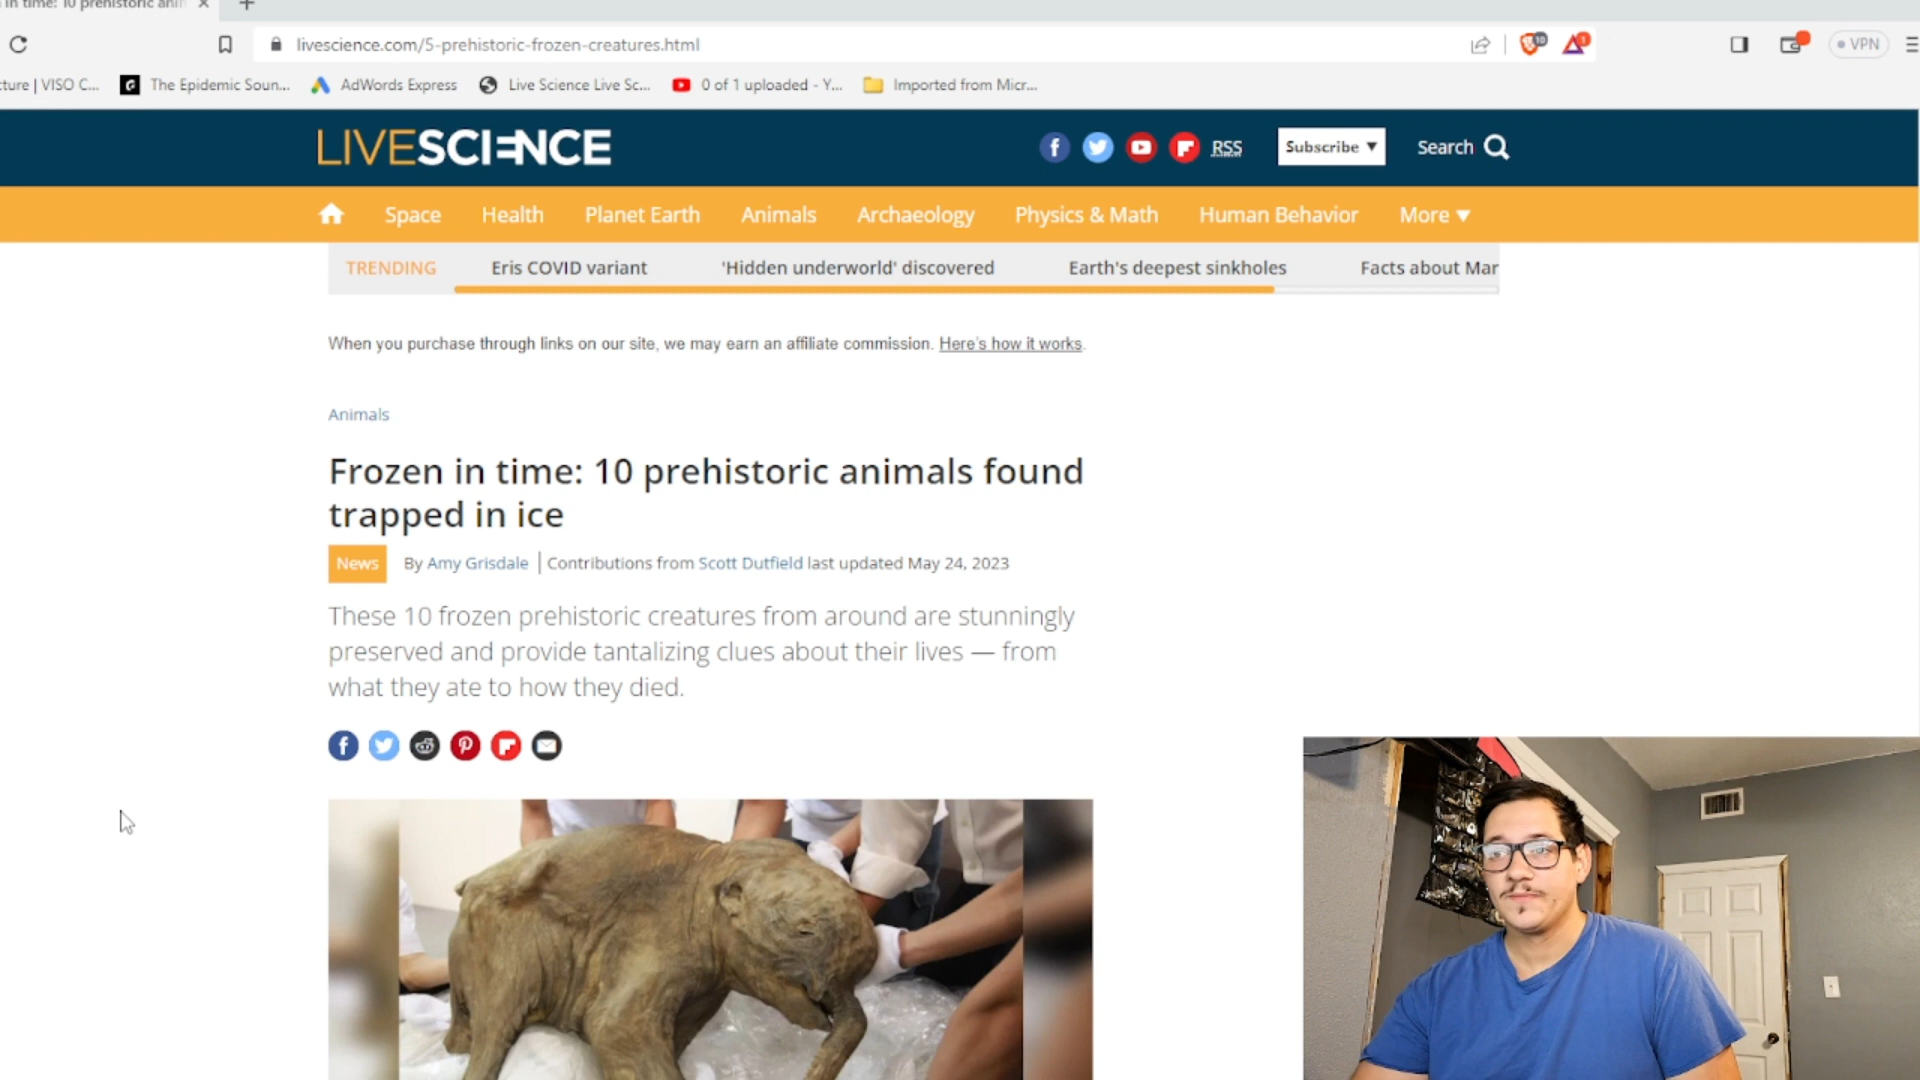 in time: 10 prehistoric anim
livescience.com/5-prehistoric-frozen-creatures.html
10
1
VPN
cture | VISO C...
The Epidemic Soun...
AdWords Express
Live Science Live Sc...
0 of 1 uploaded - Y...
Imported from Micr...
LIVESCIENCE
RSS
Subscribe ▼
Search
Space
Health
Planet Earth
Animals
Archaeology
Physics & Math
Human Behavior
More ▼
TRENDING
Eris COVID variant
'Hidden underworld' discovered
Earth's deepest sinkholes
Facts about Mar
When you purchase through links on our site, we may earn an affiliate commission. Here's how it works.
Animals
Frozen in time: 10 prehistoric animals found
trapped in ice
News
By Amy Grisdale | Contributions from Scott Dutfield last updated May 24, 2023
These 10 frozen prehistoric creatures from around are stunningly
preserved and provide tantalizing clues about their lives — from
what they ate to how they died.